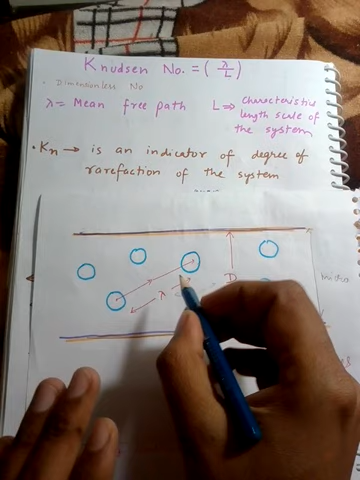 Knudsen No. = (λ/L)
. Dimensionless No
λ = Mean free path L ⇒ characteristic
length scale of
the system
• Kn → is an indicator of degree of
rarefaction of the system
D
λ
micro